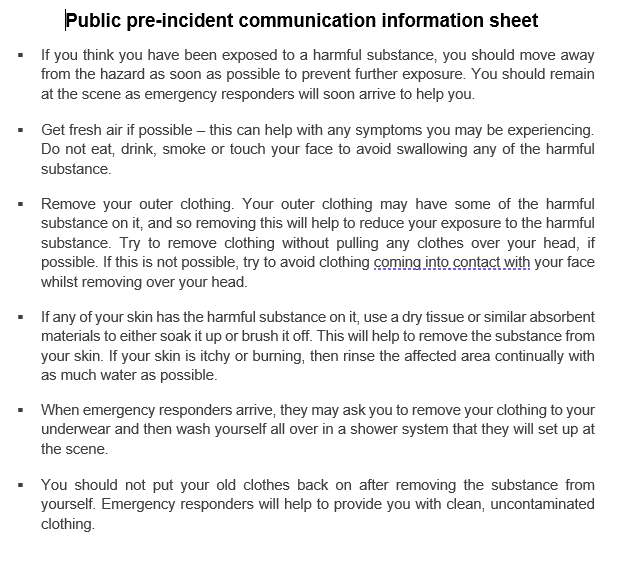 Public pre-incident communication information sheet
▪ If you think you have been exposed to a harmful substance, you should move away
from the hazard as soon as possible to prevent further exposure. You should remain
at the scene as emergency responders will soon arrive to help you.
▪ Get fresh air if possible – this can help with any symptoms you may be experiencing.
Do not eat, drink, smoke or touch your face to avoid swallowing any of the harmful
substance.
▪ Remove your outer clothing. Your outer clothing may have some of the harmful
substance on it, and so removing this will help to reduce your exposure to the harmful
substance. Try to remove clothing without pulling any clothes over your head, if
possible. If this is not possible, try to avoid clothing coming into contact with your face
whilst removing over your head.
▪ If any of your skin has the harmful substance on it, use a dry tissue or similar absorbent
materials to either soak it up or brush it off. This will help to remove the substance from
your skin. If your skin is itchy or burning, then rinse the affected area continually with
as much water as possible.
▪ When emergency responders arrive, they may ask you to remove your clothing to your
underwear and then wash yourself all over in a shower system that they will set up at
the scene.
▪ You should not put your old clothes back on after removing the substance from
yourself. Emergency responders will help to provide you with clean, uncontaminated
clothing.